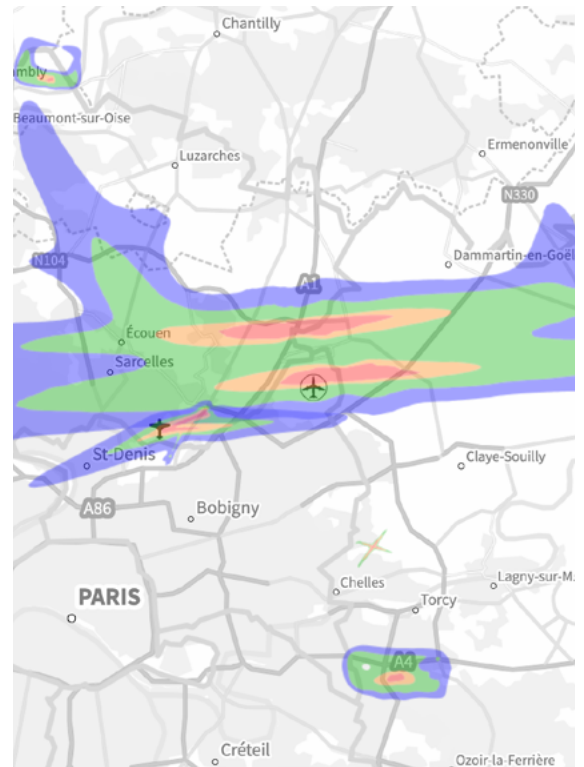 Chantilly
mbly
Beaumont-sur-Oise
Luzarches
Ermenonville
N330
N104
Dammartin-en-Goël
A1
Écouen
Sarcelles
St-Denis
Claye-Souilly
A86
Bobigny
Chelles
Lagny-sur-M.
PARIS
Torcy
A4
Créteil
Ozoir-la-Ferrière